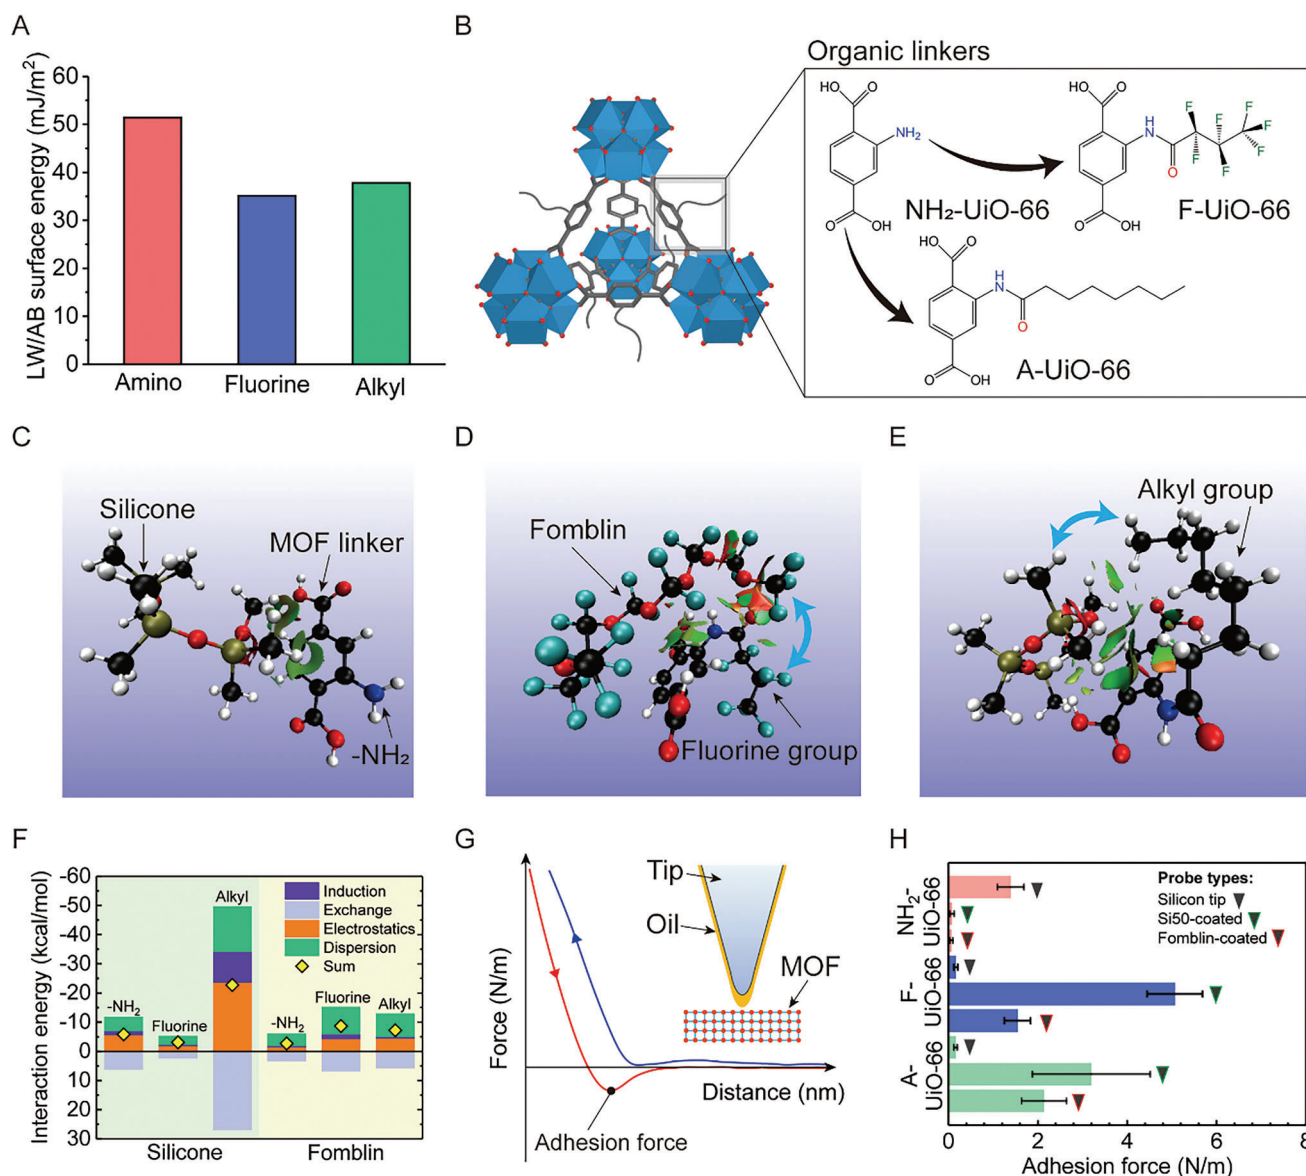 A
LW/AB surface energy (mJ/m²)
60
50
40
30
20
10
0
Amino
Fluorine
Alkyl
B
Organic linkers
HO
O
NH₂
O
OH
NH₂-UiO-66
HO
O
H
N
O
F
F
F
F
F
F
F
O
OH
F-UiO-66
HO
O
H
N
O
O
OH
A-UiO-66
C
Silicone
MOF linker
-NH₂
D
Fomblin
Fluorine group
E
Alkyl group
F
Interaction energy (kcal/mol)
-60
-50
-40
-30
-20
-10
0
10
20
30
-NH₂
Fluorine
Alkyl
-NH₂
Fluorine
Alkyl
Induction
Exchange
Electrostatics
Dispersion
Sum
Silicone
Fomblin
G
Force (N/m)
Tip
Oil
MOF
Distance (nm)
Adhesion force
H
NH₂-
UiO-66
F-
UiO-66
A-
UiO-66
Probe types:
Silicon tip
Si50-coated
Fomblin-coated
0
2
4
6
8
Adhesion force (N/m)